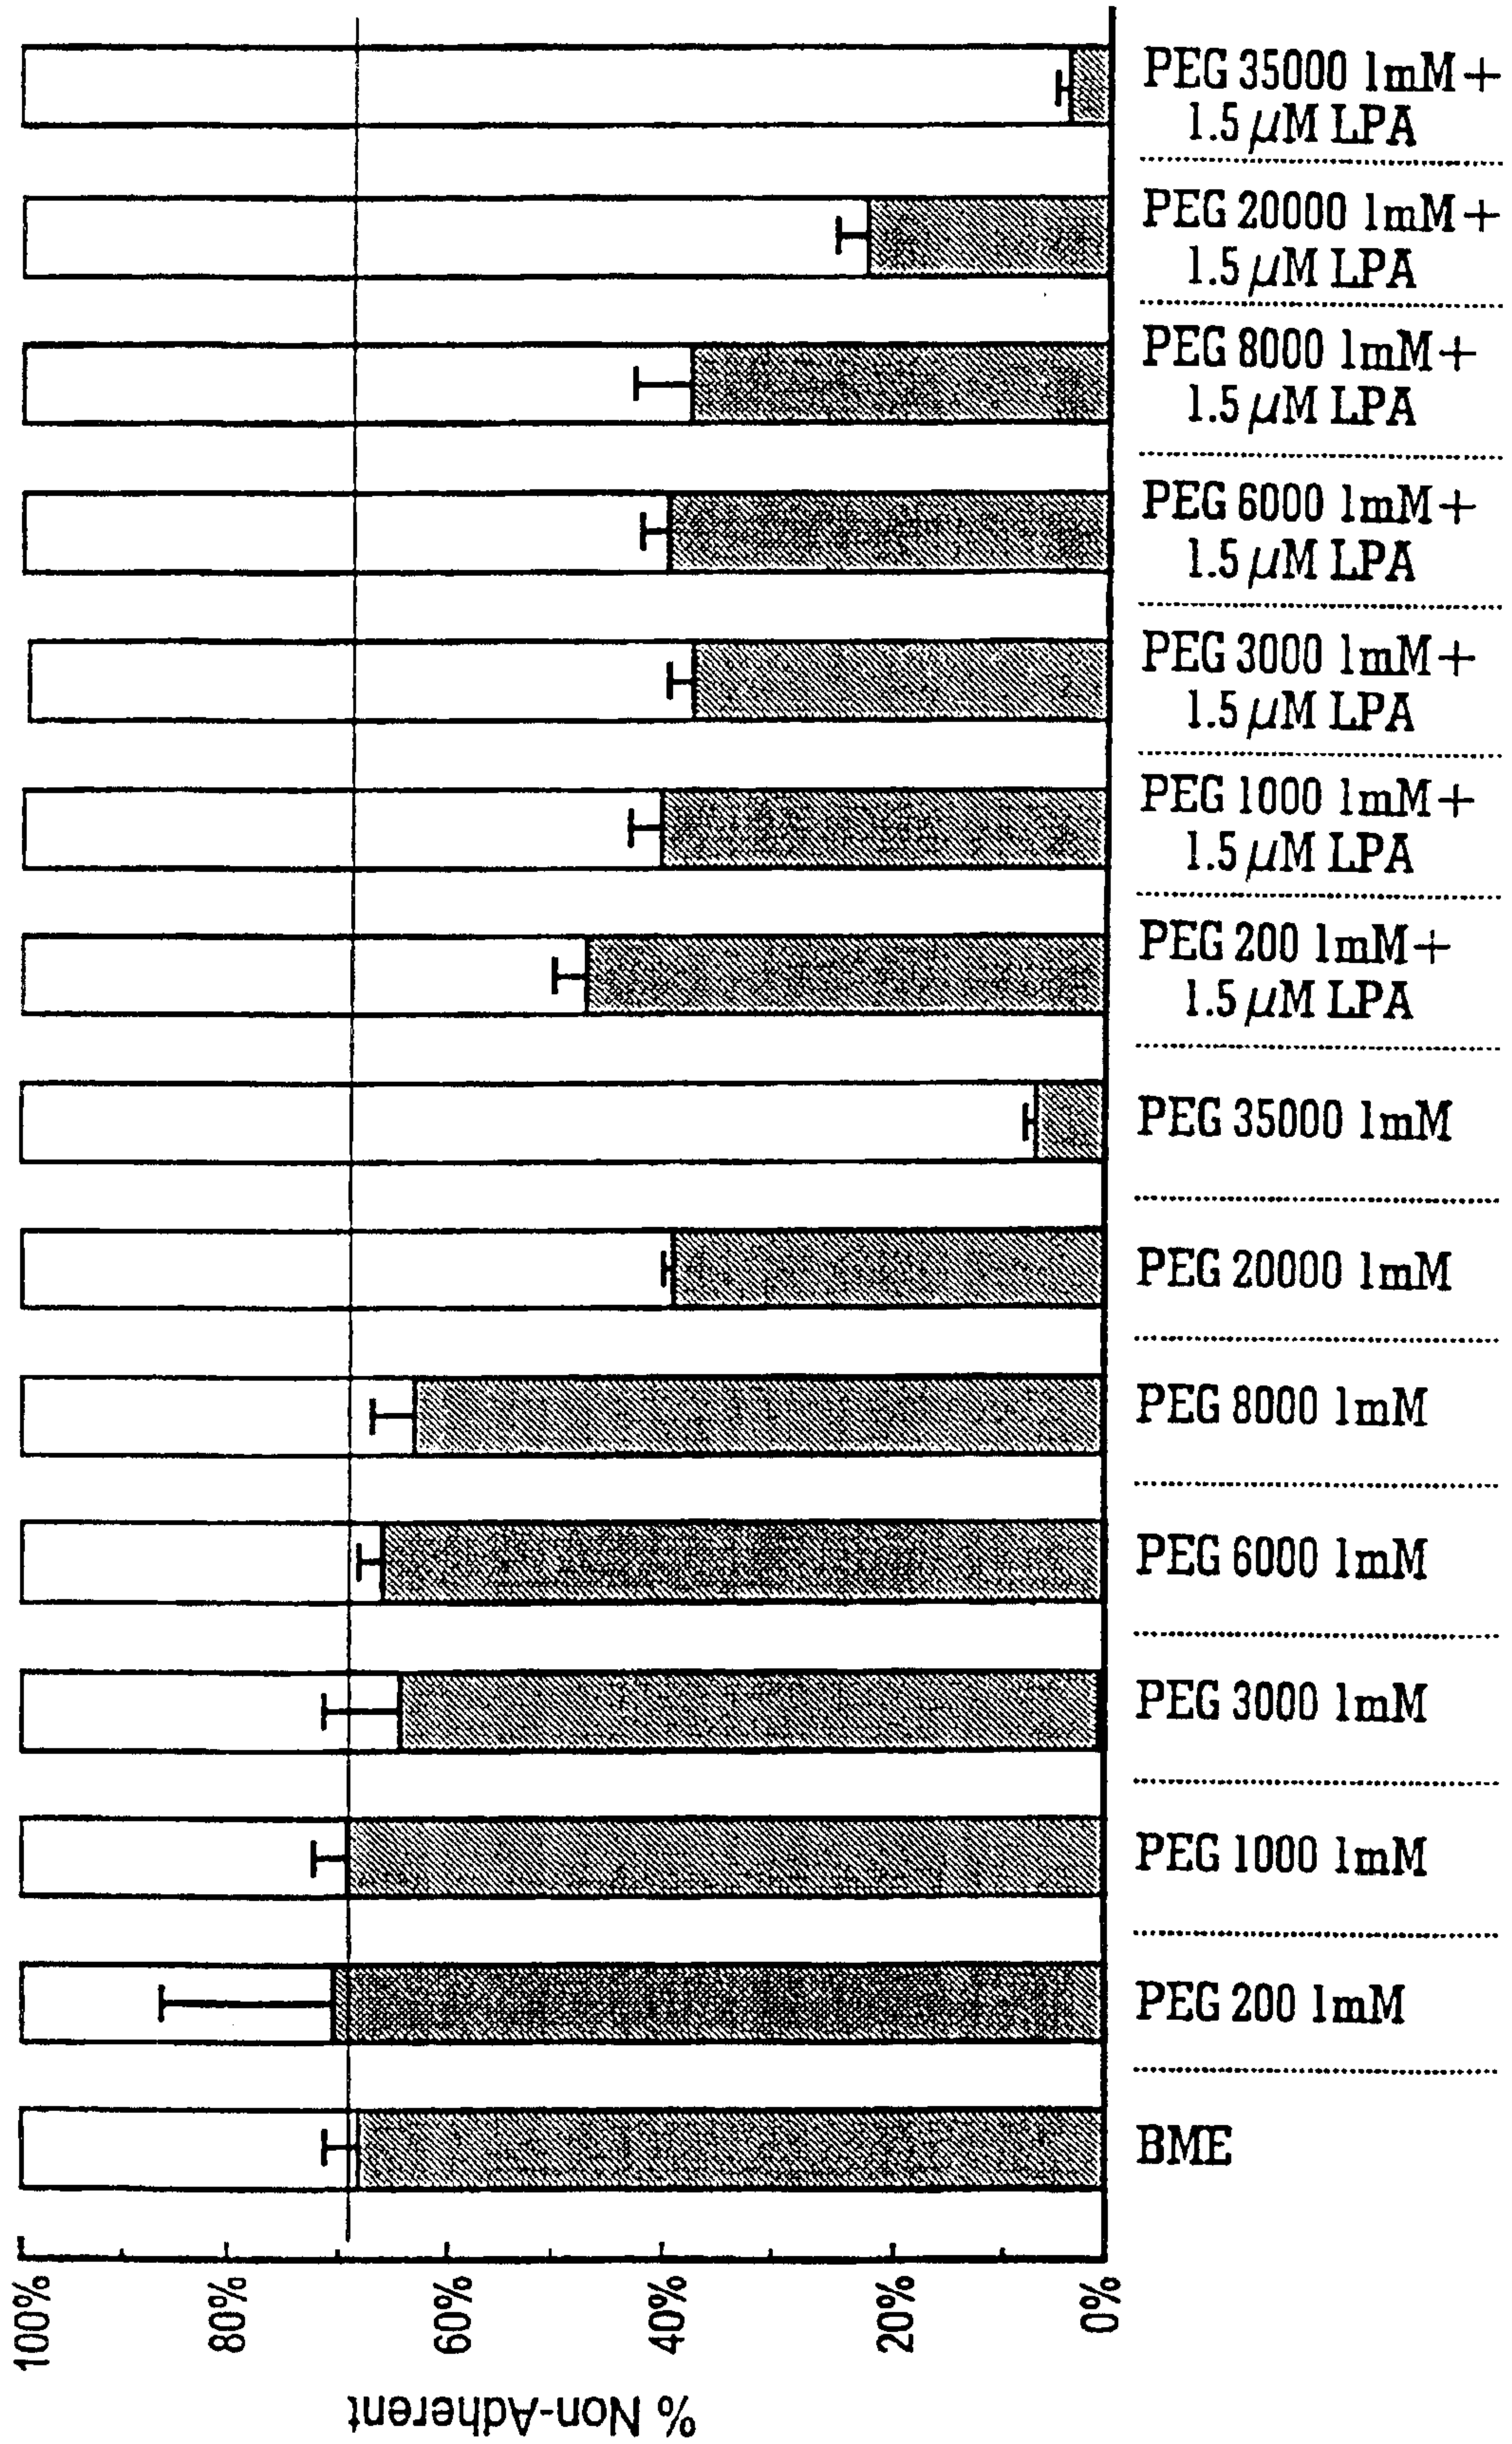 % Non-Adherent
100%
80%
60%
40%
20%
0%
BME
PEG 200 1mM
PEG 1000 1mM
PEG 3000 1mM
PEG 6000 1mM
PEG 8000 1mM
PEG 20000 1mM
PEG 35000 1mM
PEG 200 1mM+
1.5 μM LPA
PEG 1000 1mM+
1.5 μM LPA
PEG 3000 1mM+
1.5 μM LPA
PEG 6000 1mM+
1.5 μM LPA
PEG 8000 1mM+
1.5 μM LPA
PEG 20000 1mM+
1.5 μM LPA
PEG 35000 1mM+
1.5 μM LPA